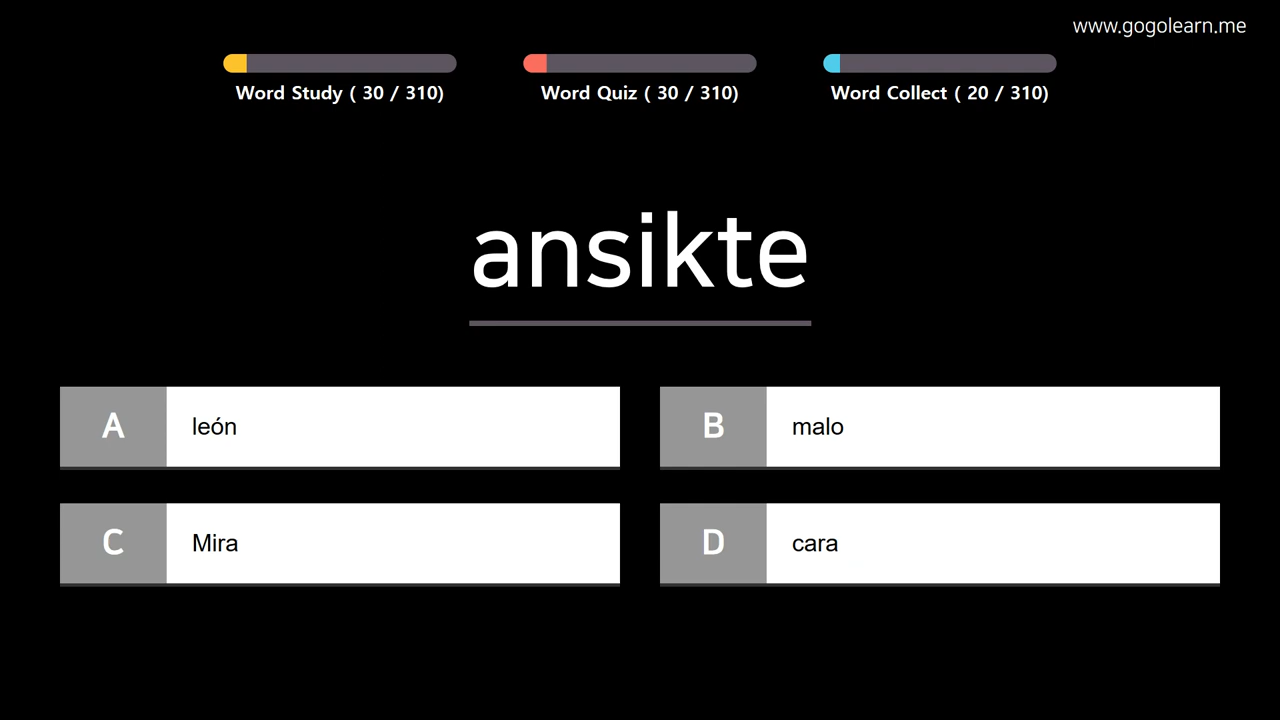 www.gogolearn.me
Word Study ( 30 / 310)
Word Quiz ( 30 / 310)
Word Collect ( 20 / 310)
ansikte
A león
B malo
C Mira
D cara